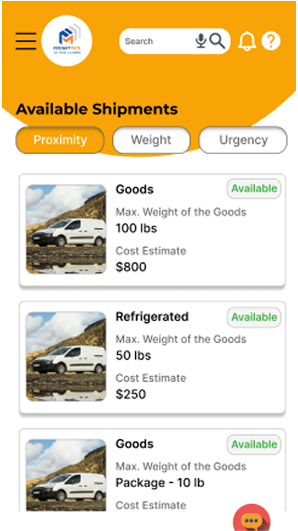 FREIGHTMATE
Search
Available Shipments
Proximity
Weight
Urgency
Goods
Available
Max. Weight of the Goods
100 lbs
Cost Estimate
$800
Refrigerated
Available
Max. Weight of the Goods
50 lbs
Cost Estimate
$250
Goods
Available
Max. Weight of the Goods
Package - 10 lb
Cost Estimate